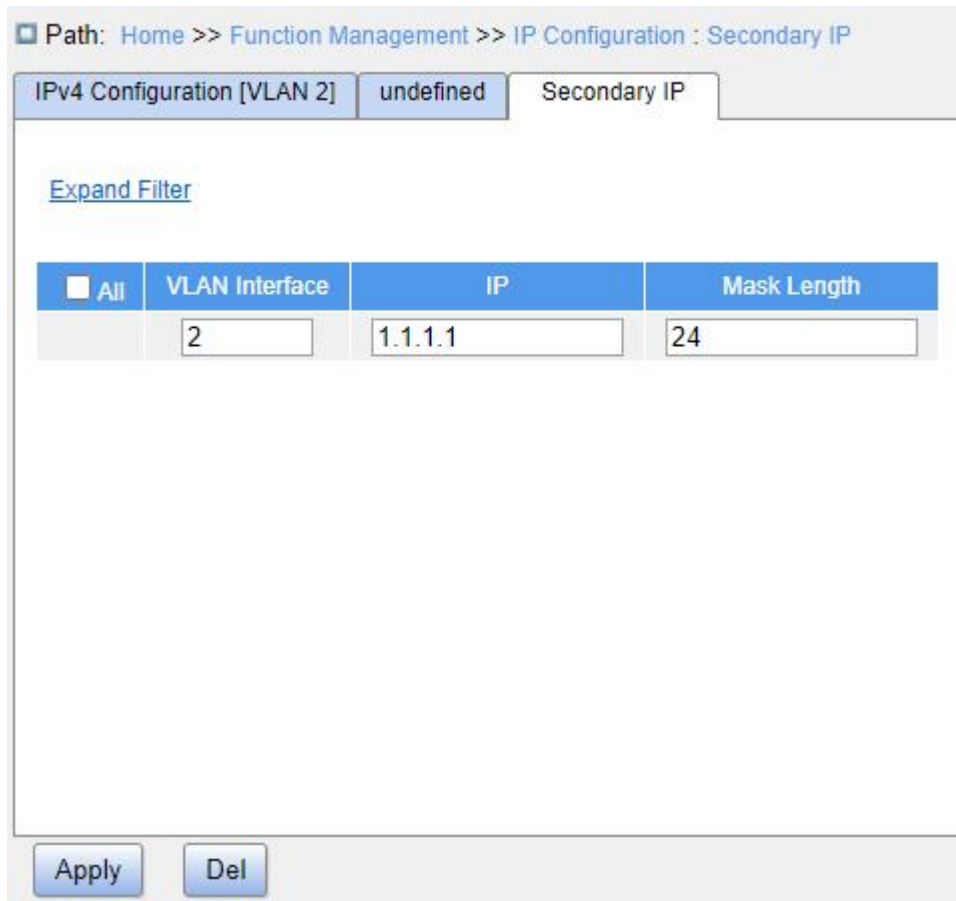 Path: Home >> Function Management >> IP Configuration : Secondary IP
IPv4 Configuration [VLAN 2] undefined Secondary IP
Expand Filter
All VLAN Interface IP Mask Length
2 1.1.1.1 24
Apply Del